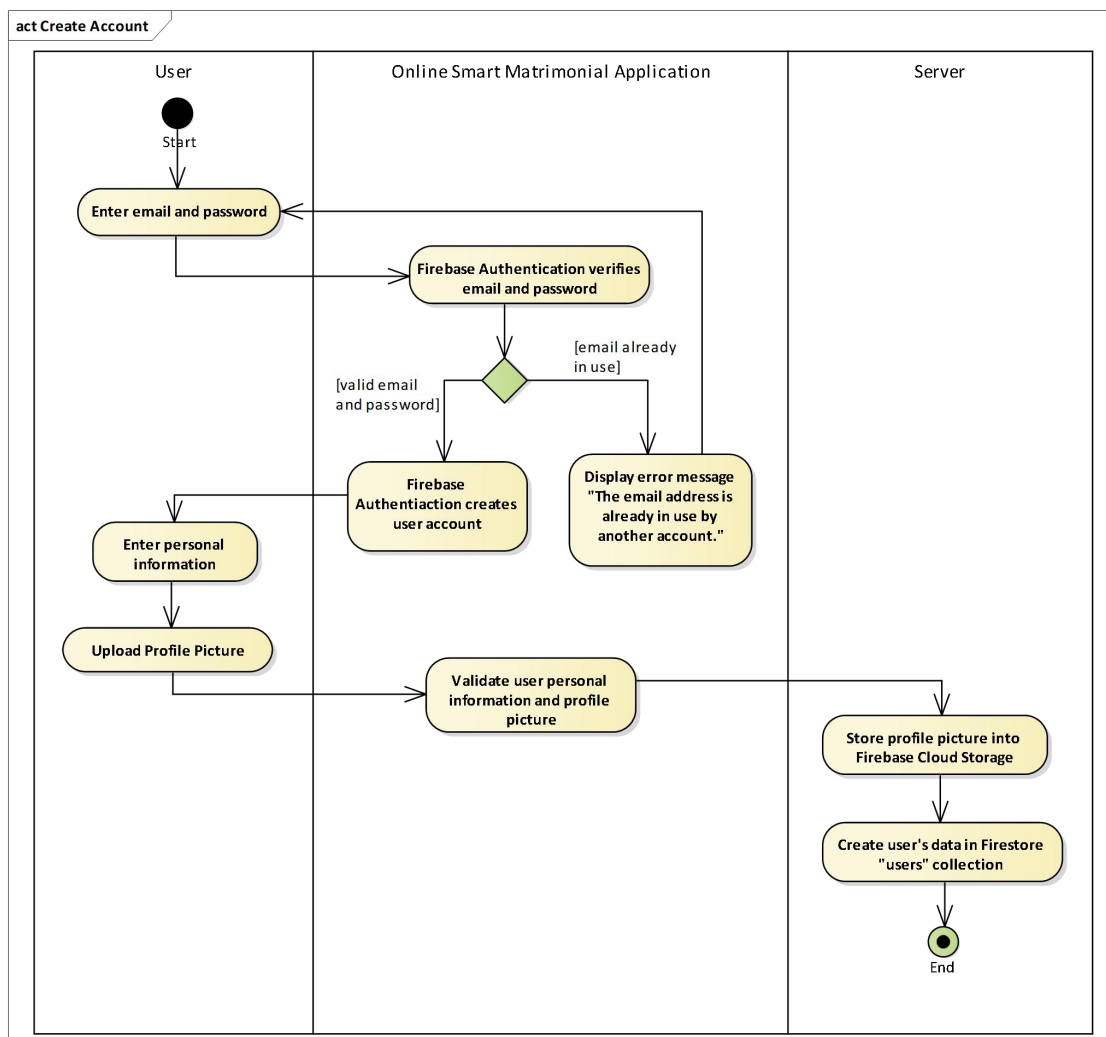 act Create Account
User
Online Smart Matrimonial Application
Server
Start
Enter email and password
Firebase Authentication verifies
email and password
[email already
in use]
[valid email
and password]
Firebase
Authentiaction creates
user account
Display error message
"The email address is
already in use by
another account."
Enter personal
information
Upload Profile Picture
Validate user personal
information and profile
picture
Store profile picture into
Firebase Cloud Storage
Create user's data in Firestore
"users" collection
End